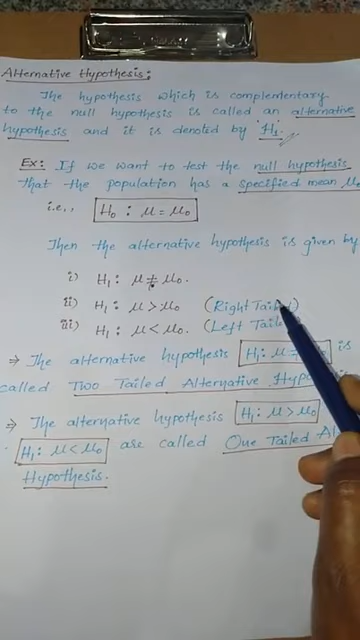 Alternative Hypothesis:
The hypothesis which is complementary
to the null hypothesis is called an alternative
hypothesis and it is denoted by 'H₁'
Ex: If we want to test the null hypothesis
that the population has a specified mean μ₀
i.e., H₀ : μ = μ₀
Then the alternative hypothesis is given by
i) H₁: μ ≠ μ₀.
ii) H₁: μ > μ₀ (Right Tailed)
iii) H₁: μ < μ₀. (Left Taile
⇒ The alternative hypothesis H₁: μ ≠ is
called Two Tailed Alternative Hypo
⇒ The alternative hypothesis H₁: μ > μ₀
H₁: μ < μ₀ are called One Tailed Al
Hypothesis.